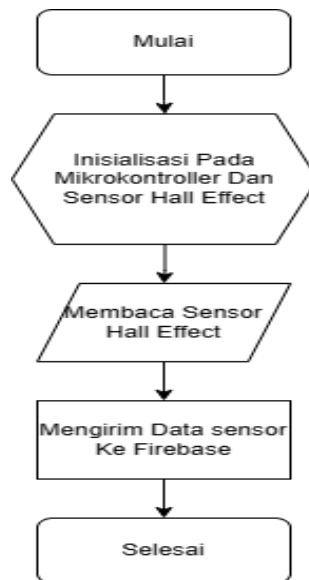 Mulai
Inisialisasi Pada
Mikrokontroller Dan
Sensor Hall Effect
Membaca Sensor
Hall Effect
Mengirim Data sensor
Ke Firebase
Selesai